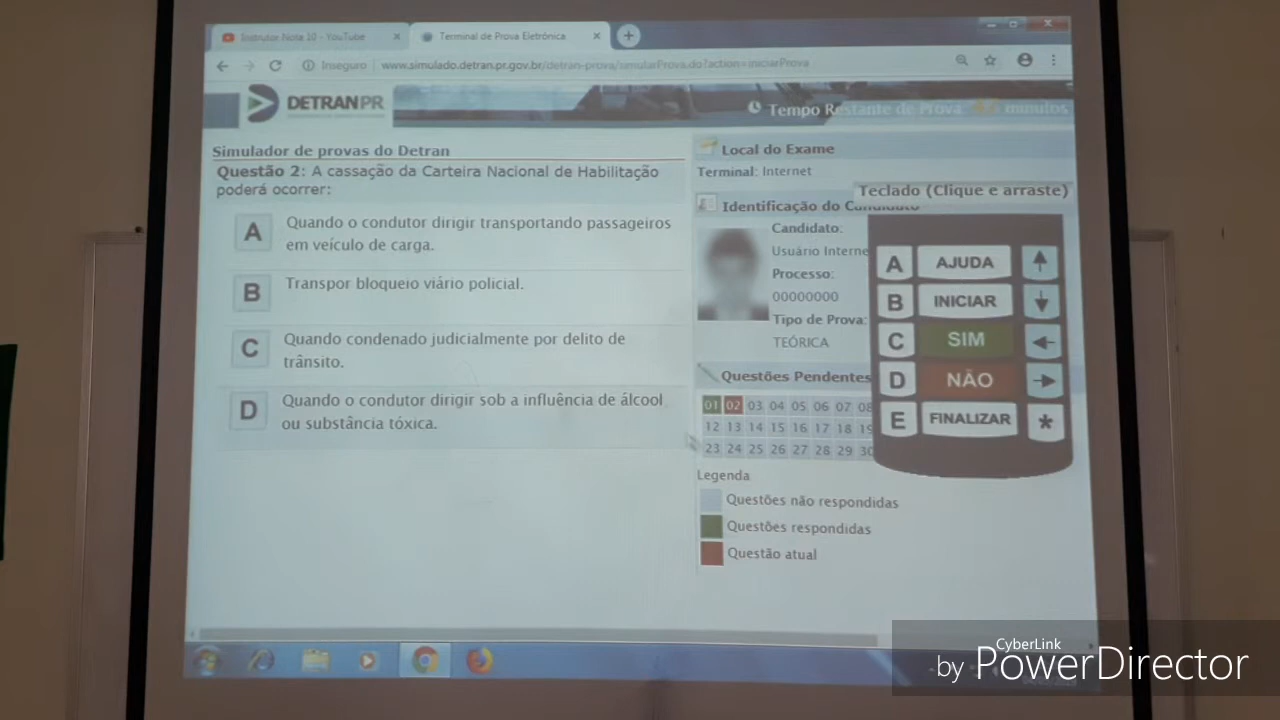 Instrutor Nota 10 - YouTube
Terminal de Prova Eletrônica
Inseguro | www.simulado.detran.pr.gov.br/detran-prova/simularProva.do?action=iniciarProva
DETRANPR
Tempo Restante de Prova minutos
Simulador de provas do Detran
Questão 2: A cassação da Carteira Nacional de Habilitação
poderá ocorrer:
A Quando o condutor dirigir transportando passageiros
em veículo de carga.
B Transpor bloqueio viário policial.
C Quando condenado judicialmente por delito de
trânsito.
D Quando o condutor dirigir sob a influência de álcool
ou substância tóxica.
Local do Exame
Terminal: Internet
Identificação do Candidato
Candidato:
Usuário Interne
Processo:
00000000
Tipo de Prova:
TEÓRICA
Questões Pendentes
01 02 03 04 05 06 07 08
12 13 14 15 16 17 18 19
23 24 25 26 27 28 29 30
Legenda
Questões não respondidas
Questões respondidas
Questão atual
Teclado (Clique e arraste)
A AJUDA
B INICIAR
C SIM
D NÃO
E FINALIZAR *
CyberLink
by PowerDirector